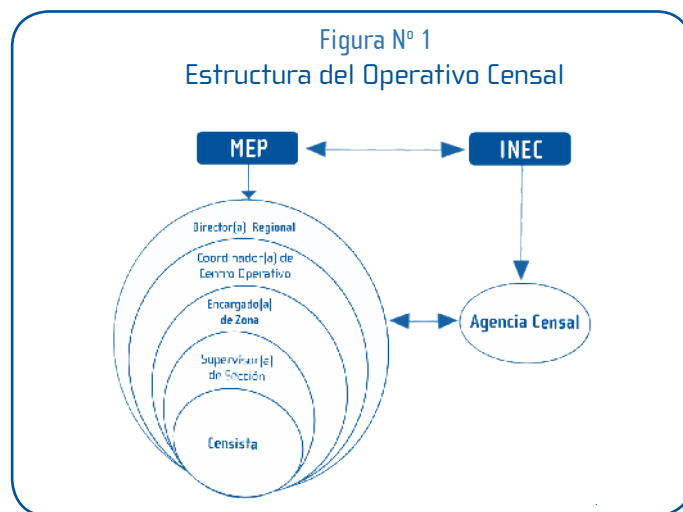 Figura Nº 1
Estructura del Operativo Censal
MEP
INEC
Director(a) Regional
Coordinador(a) de
Centro Operativo
Encargado(a)
de Zona
Supervisor(a)
de Sección
Censista
Agencia Censal